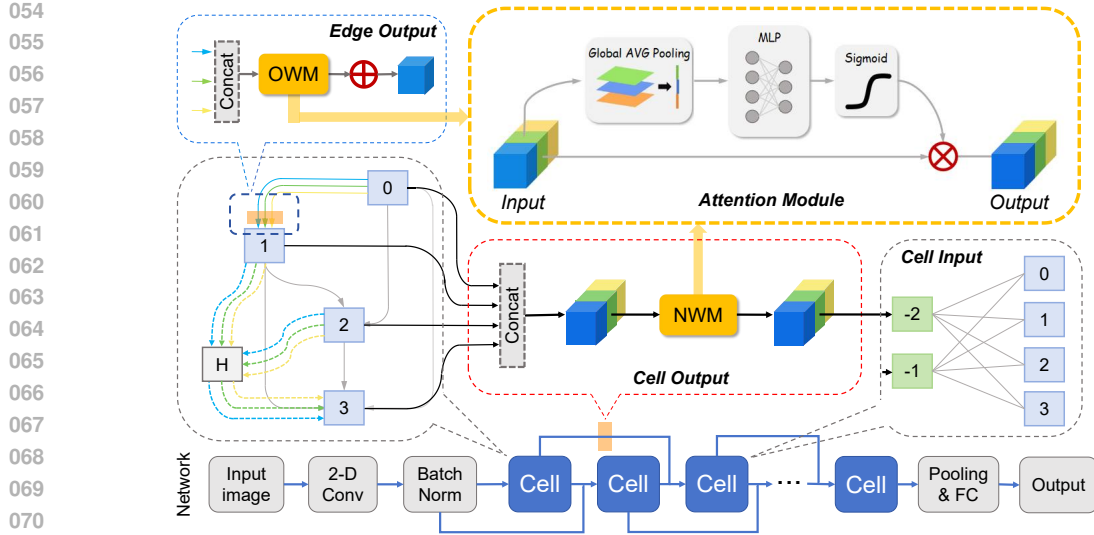 054
055
056
057
058
059
060
061
062
063
064
065
066
067
068
069
070
Edge Output
Concat
OWM
Global AVG Pooling
MLP
Sigmoid
Input
Attention Module
Output
0
1
2
H
3
Concat
NWM
Cell Output
Cell Input
-2
-1
0
1
2
3
Network
Input
image
2-D
Conv
Batch
Norm
Cell
Cell
Cell
...
Cell
Pooling
& FC
Output